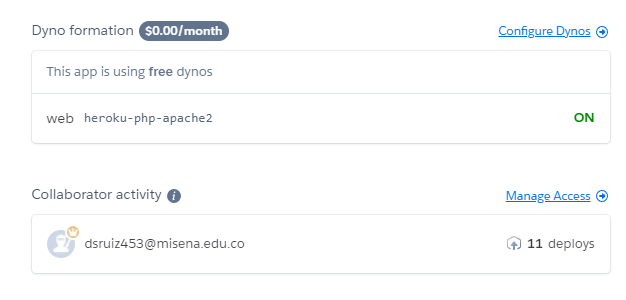 Dyno formation $0.00/month Configure Dynos
This app is using free dynos
web heroku-php-apache2 ON
Collaborator activity i Manage Access
dsruiz453@misena.edu.co 11 deploys